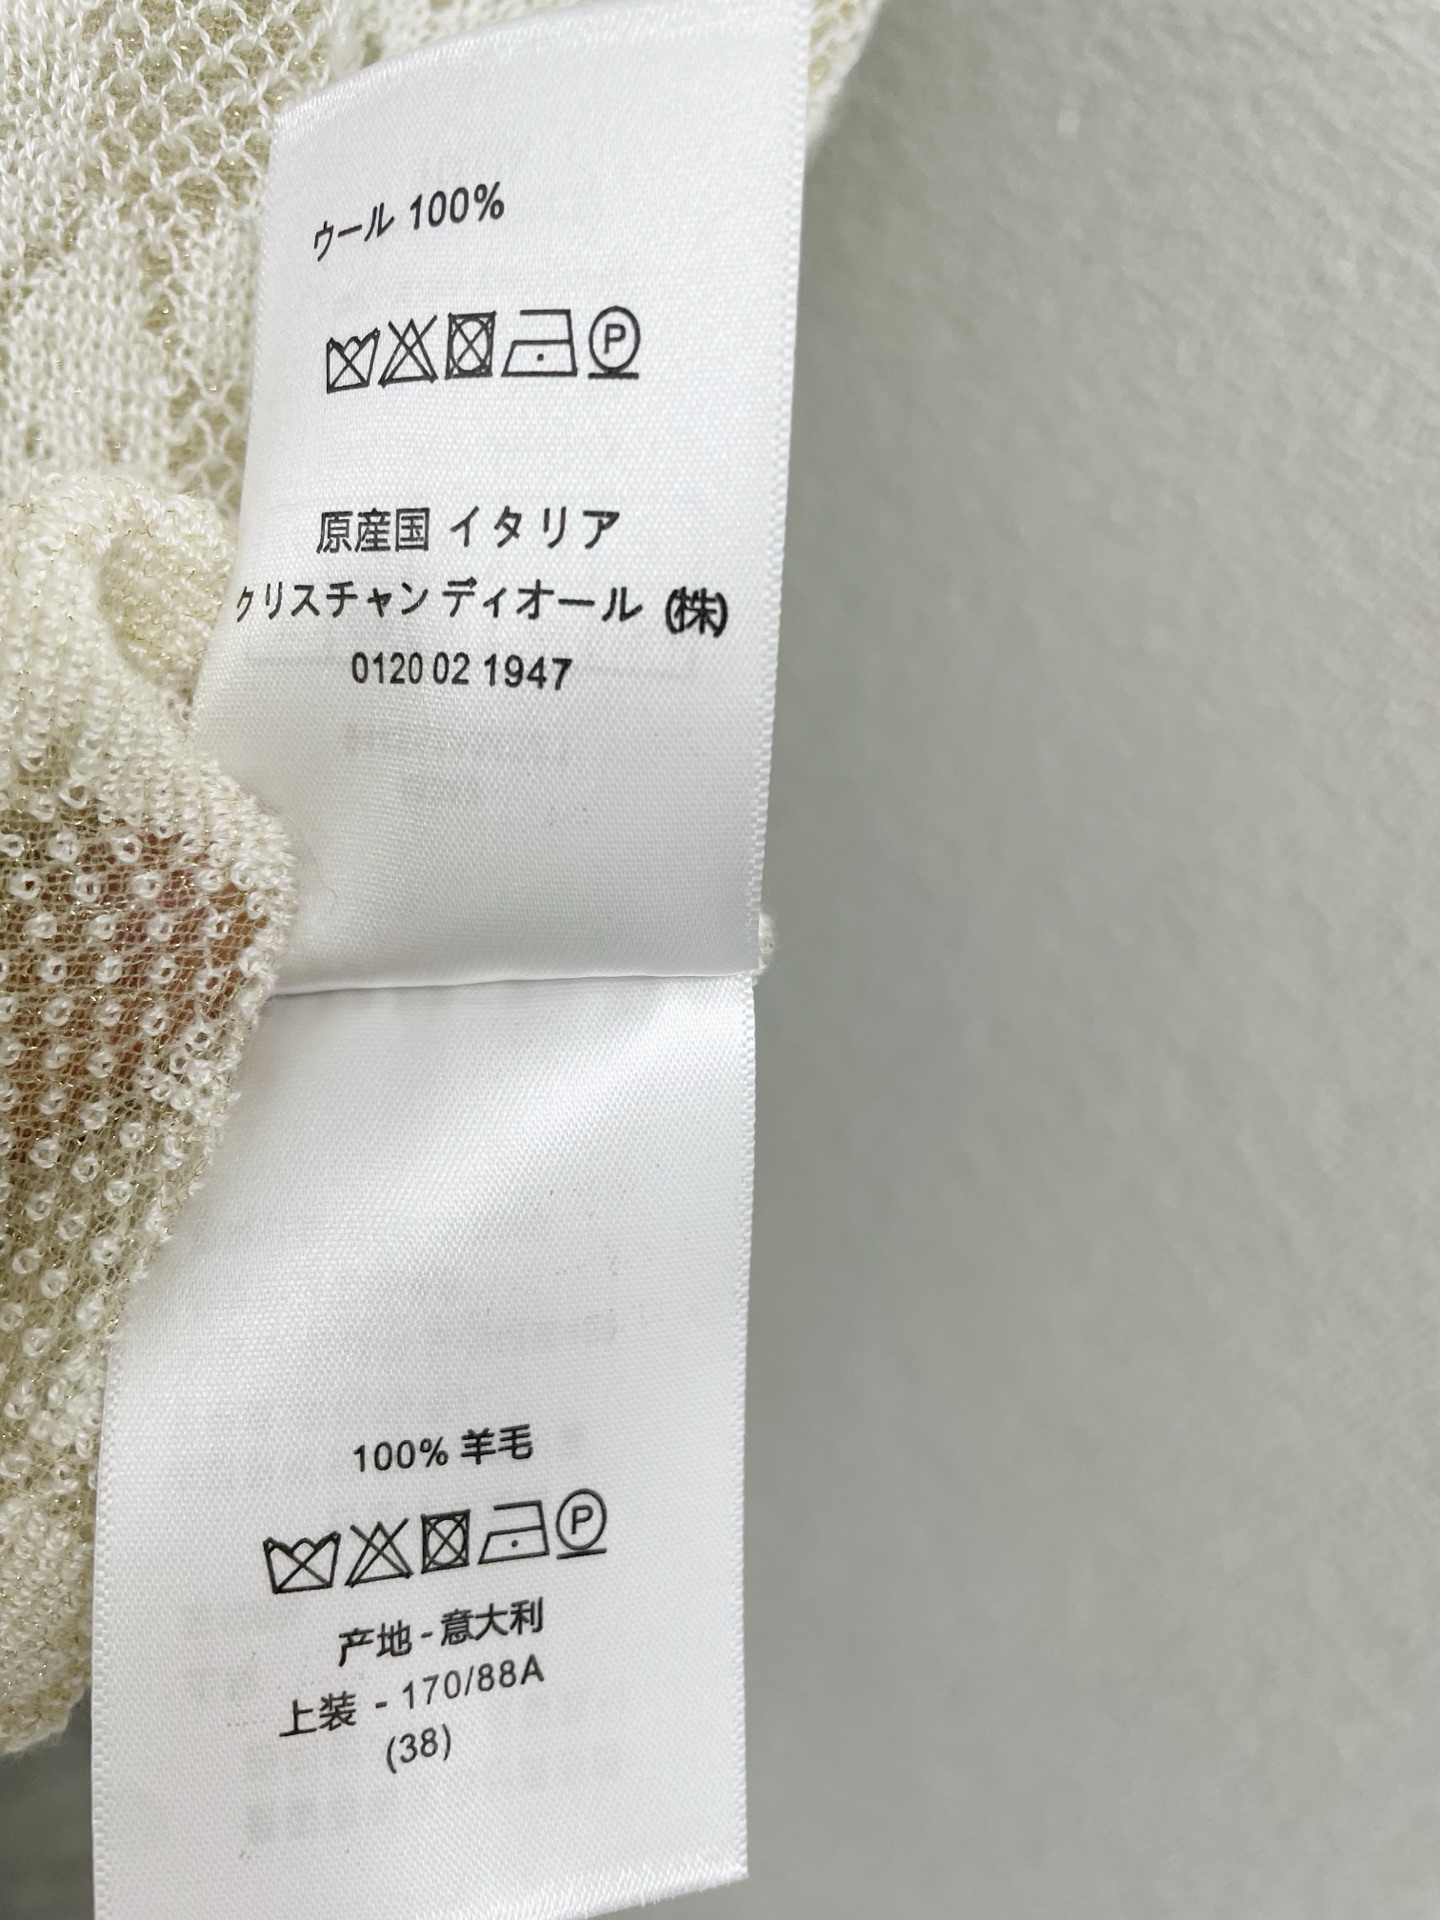 ウール 100%
P
原産国 イタリア
クリスチャン ディオール (株)
0120 02 1947
100% 羊毛
P
产地 - 意大利
上装 - 170/88A
(38)